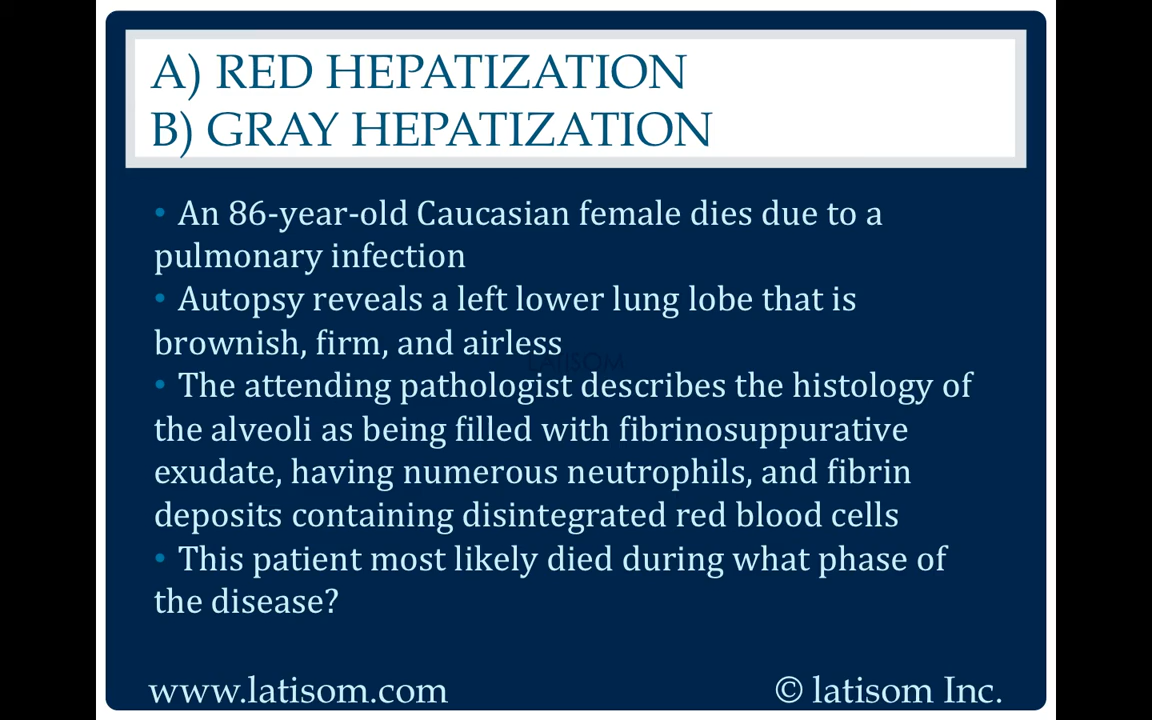 A) RED HEPATIZATION
B) GRAY HEPATIZATION
• An 86-year-old Caucasian female dies due to a
pulmonary infection
• Autopsy reveals a left lower lung lobe that is
brownish, firm, and airless
LATISOM
• The attending pathologist describes the histology of
the alveoli as being filled with fibrinosuppurative
exudate, having numerous neutrophils, and fibrin
deposits containing disintegrated red blood cells
• This patient most likely died during what phase of
the disease?
www.latisom.com
© latisom Inc.